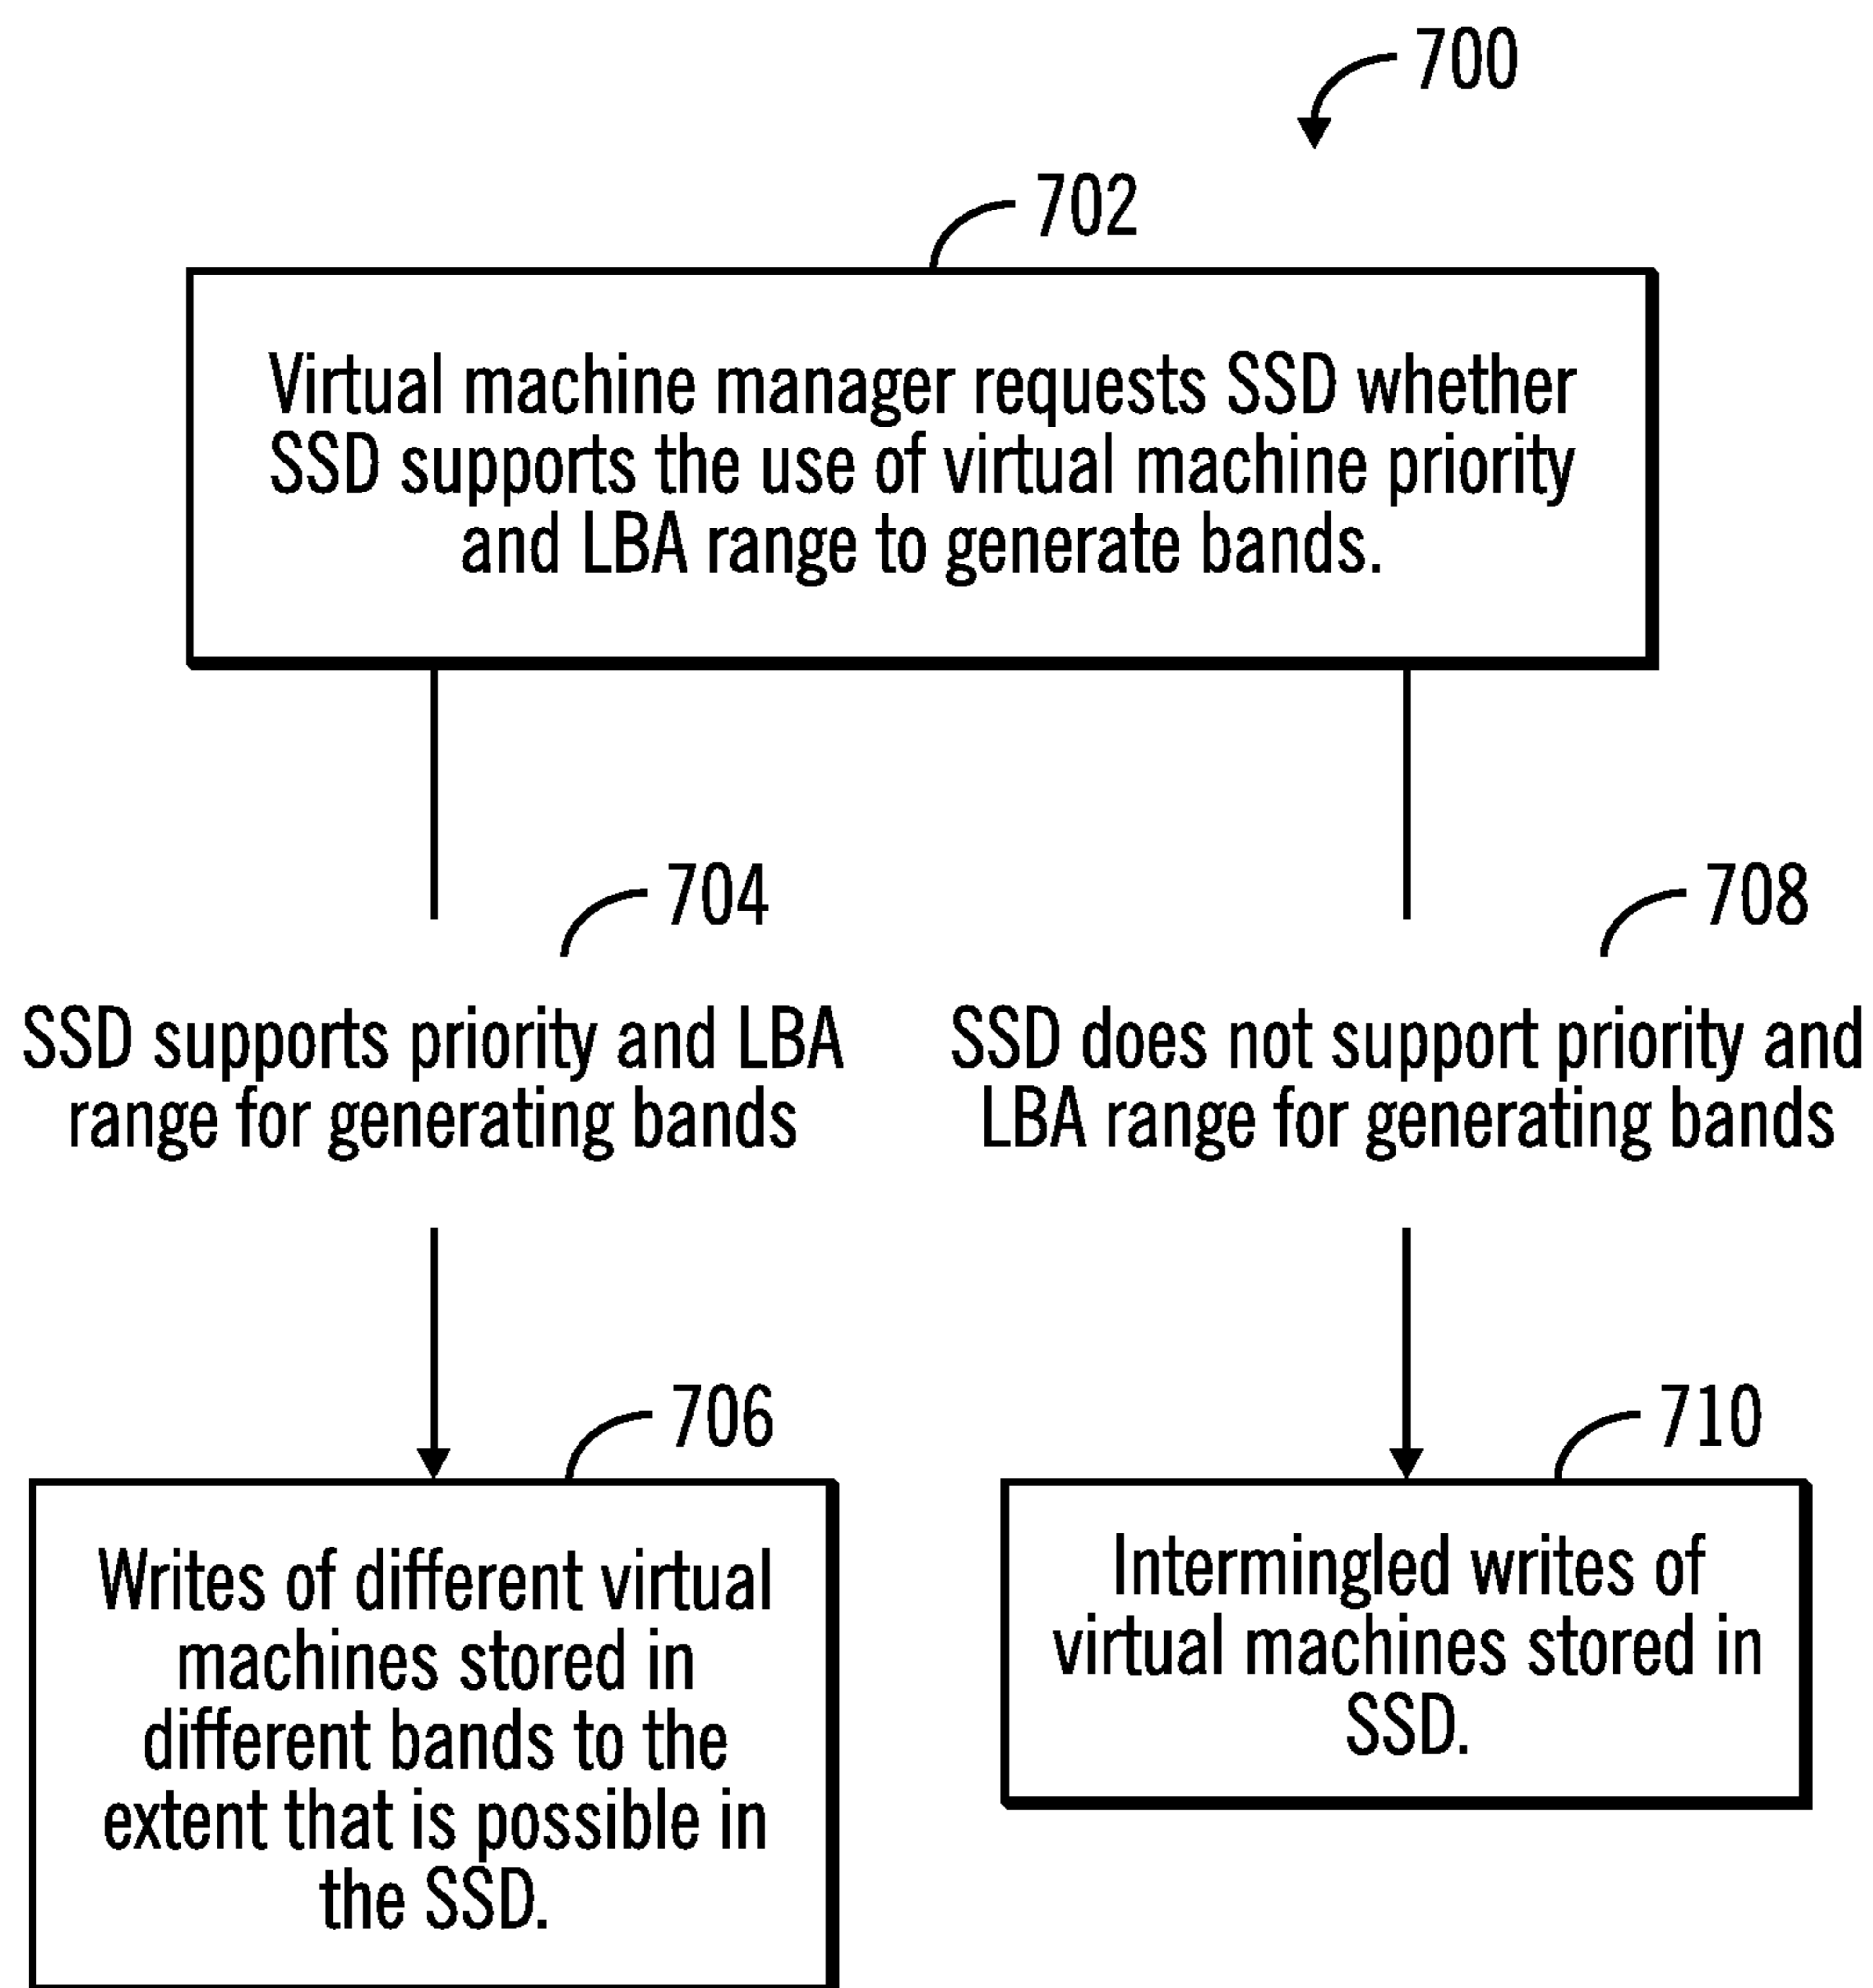 700
702
Virtual machine manager requests SSD whether
SSD supports the use of virtual machine priority
and LBA range to generate bands.
704
SSD supports priority and LBA
range for generating bands
708
SSD does not support priority and
LBA range for generating bands
706
Writes of different virtual
machines stored in
different bands to the
extent that is possible in
the SSD.
710
Intermingled writes of
virtual machines stored in
SSD.